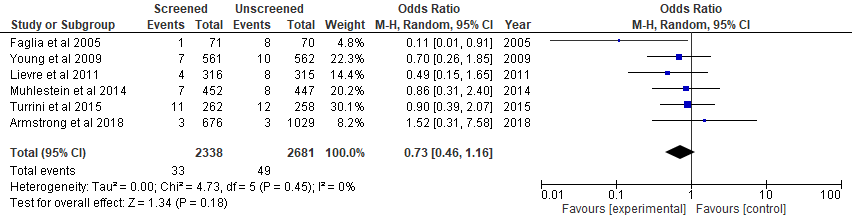 Screened Unscreened Odds Ratio Odds Ratio
Study or Subgroup Events Total Events Total Weight M-H, Random, 95% CI Year M-H, Random, 95% CI
Faglia et al 2005 1 71 8 70 4.8% 0.11 [0.01, 0.91] 2005
Young et al 2009 7 561 10 562 22.3% 0.70 [0.26, 1.85] 2009
Lievre et al 2011 4 316 8 315 14.5% 0.49 [0.15, 1.65] 2011
Muhlestein et al 2014 7 452 8 447 20.2% 0.86 [0.31, 2.40] 2014
Turrini et al 2015 11 262 12 258 30.1% 0.90 [0.39, 2.07] 2015
Armstrong et al 2018 3 676 3 1029 8.2% 1.52 [0.31, 7.58] 2018
Total (95% CI) 2338 2681 100.0% 0.73 [0.46, 1.16]
Total events 33 49
Heterogeneity: Tau² = 0.00; Chi² = 4.73, df = 5 (P = 0.45); I² = 0%
Test for overall effect: Z = 1.34 (P = 0.18)
0.01 0.1 1 10 100
Favours [experimental] Favours [control]